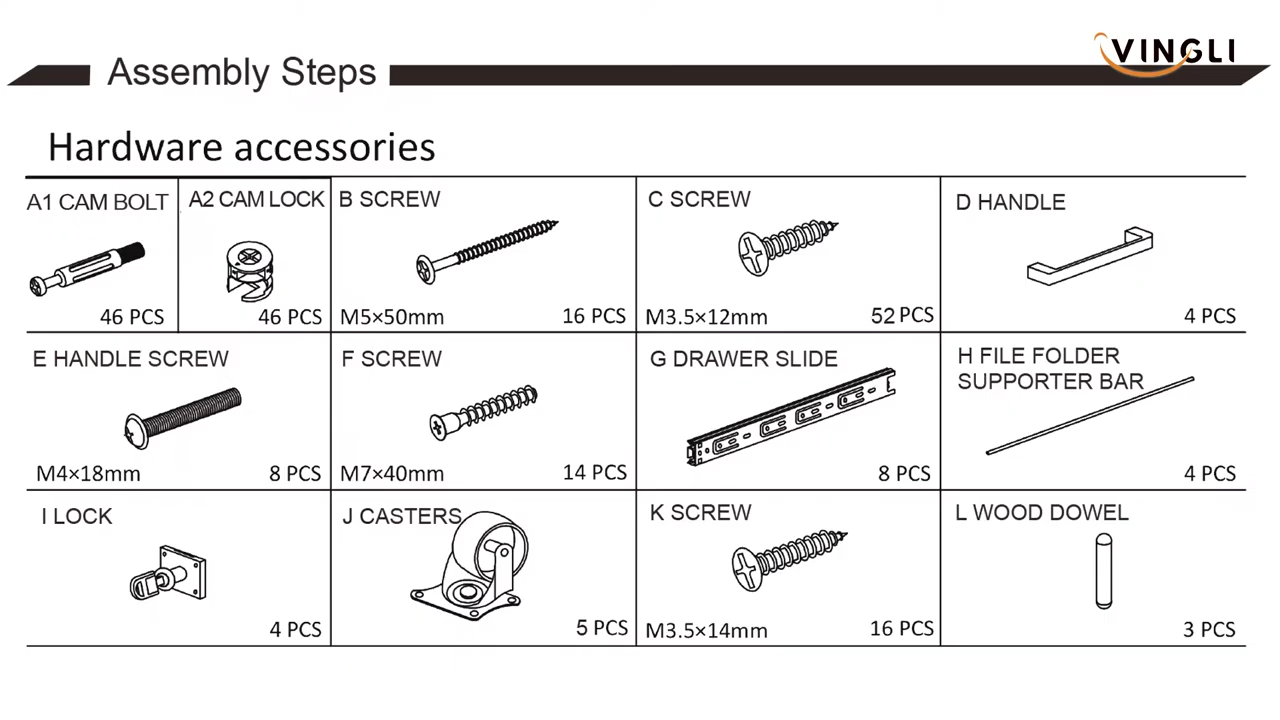 VINGLI
Assembly Steps
Hardware accessories
A1 CAM BOLT
46 PCS
A2 CAM LOCK
46 PCS
B SCREW
M5×50mm
16 PCS
C SCREW
M3.5×12mm
52 PCS
D HANDLE
4 PCS
E HANDLE SCREW
M4×18mm
8 PCS
F SCREW
M7×40mm
14 PCS
G DRAWER SLIDE
8 PCS
H FILE FOLDER
SUPPORTER BAR
4 PCS
I LOCK
4 PCS
J CASTERS
5 PCS
K SCREW
M3.5×14mm
16 PCS
L WOOD DOWEL
3 PCS